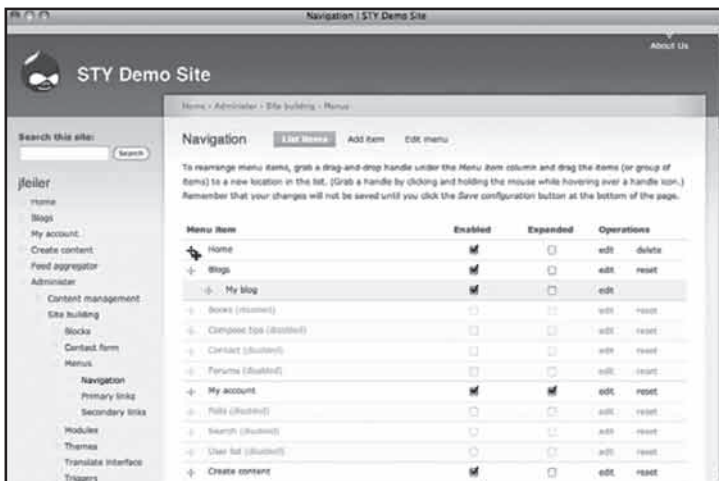 Navigation | STY Demo Site
About Us
STY Demo Site
Home › Administer › Site building › Menus
Search this site:
Search
jfeiler
Home
Blogs
My account
Create content
Feed aggregator
Administer
Content management
Site building
Blocks
Contact form
Menus
Navigation
Primary links
Secondary links
Modules
Themes
Translate interface
Triggers
Navigation List items Add item Edit menu
To rearrange menu items, grab a drag-and-drop handle under the Menu item column and drag the items (or group of
items) to a new location in the list. (Grab a handle by clicking and holding the mouse while hovering over a handle icon.)
Remember that your changes will not be saved until you click the Save configuration button at the bottom of the page.
Menu item Enabled Expanded Operations
Home edit delete
Blogs edit reset
My blog edit
Books (disabled) edit reset
Compose tips (disabled) edit reset
Contact (disabled) edit reset
Forums (disabled) edit reset
My account edit reset
Polls (disabled) edit reset
Search (disabled) edit reset
User list (disabled) edit reset
Create content edit reset